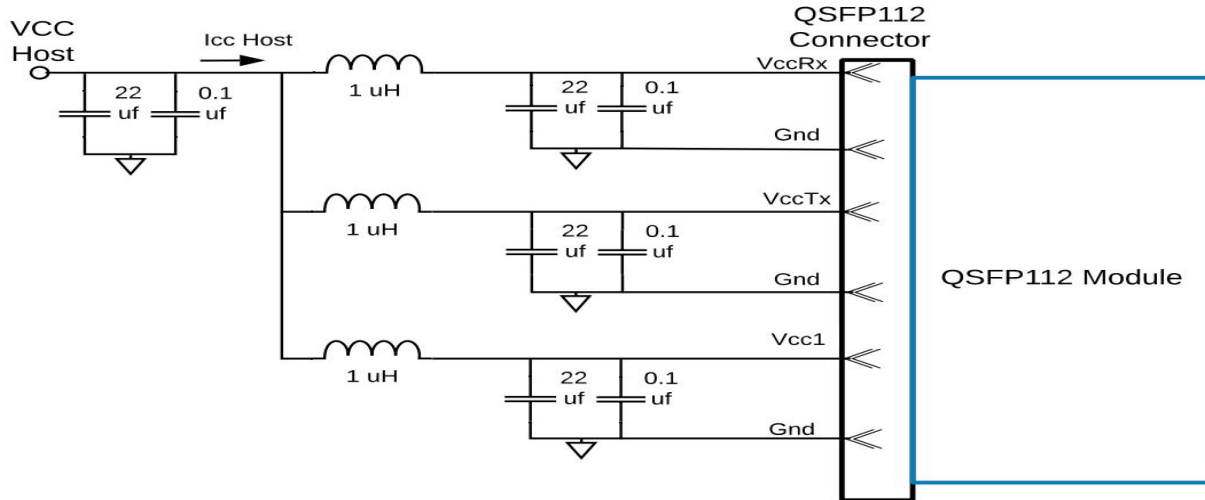 QSFP112
Connector
VCC
Host
Icc Host
VccRx
1 uH
22
uf
0.1
uf
22
uf
0.1
uf
Gnd
VccTx
1 uH
22
uf
0.1
uf
Gnd
QSFP112 Module
Vcc1
1 uH
22
uf
0.1
uf
Gnd